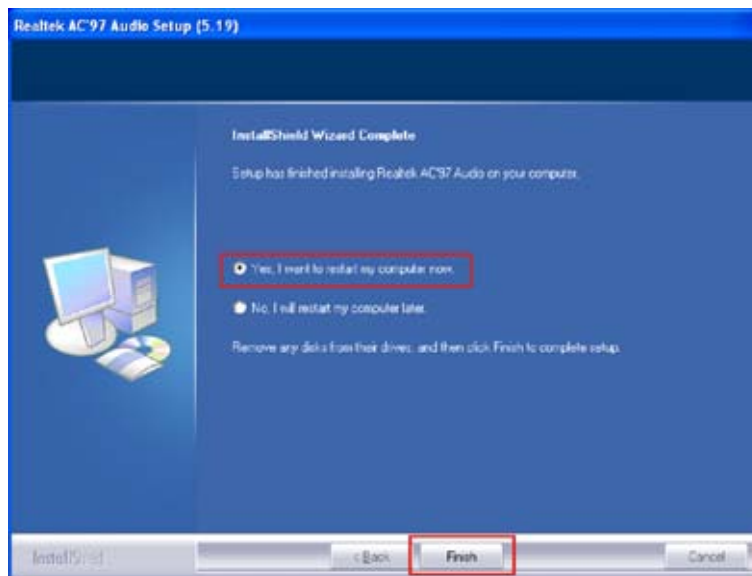 Realtek AC'97 Audio Setup (5.19)
InstallShield Wizard Complete
Setup has finished installing Realtek AC'97 Audio on your computer.
Yes, I want to restart my computer now.
No, I will restart my computer later.
Remove any disks from their drives, and then click Finish to complete setup.
InstallShield
< Back
Finish
Cancel